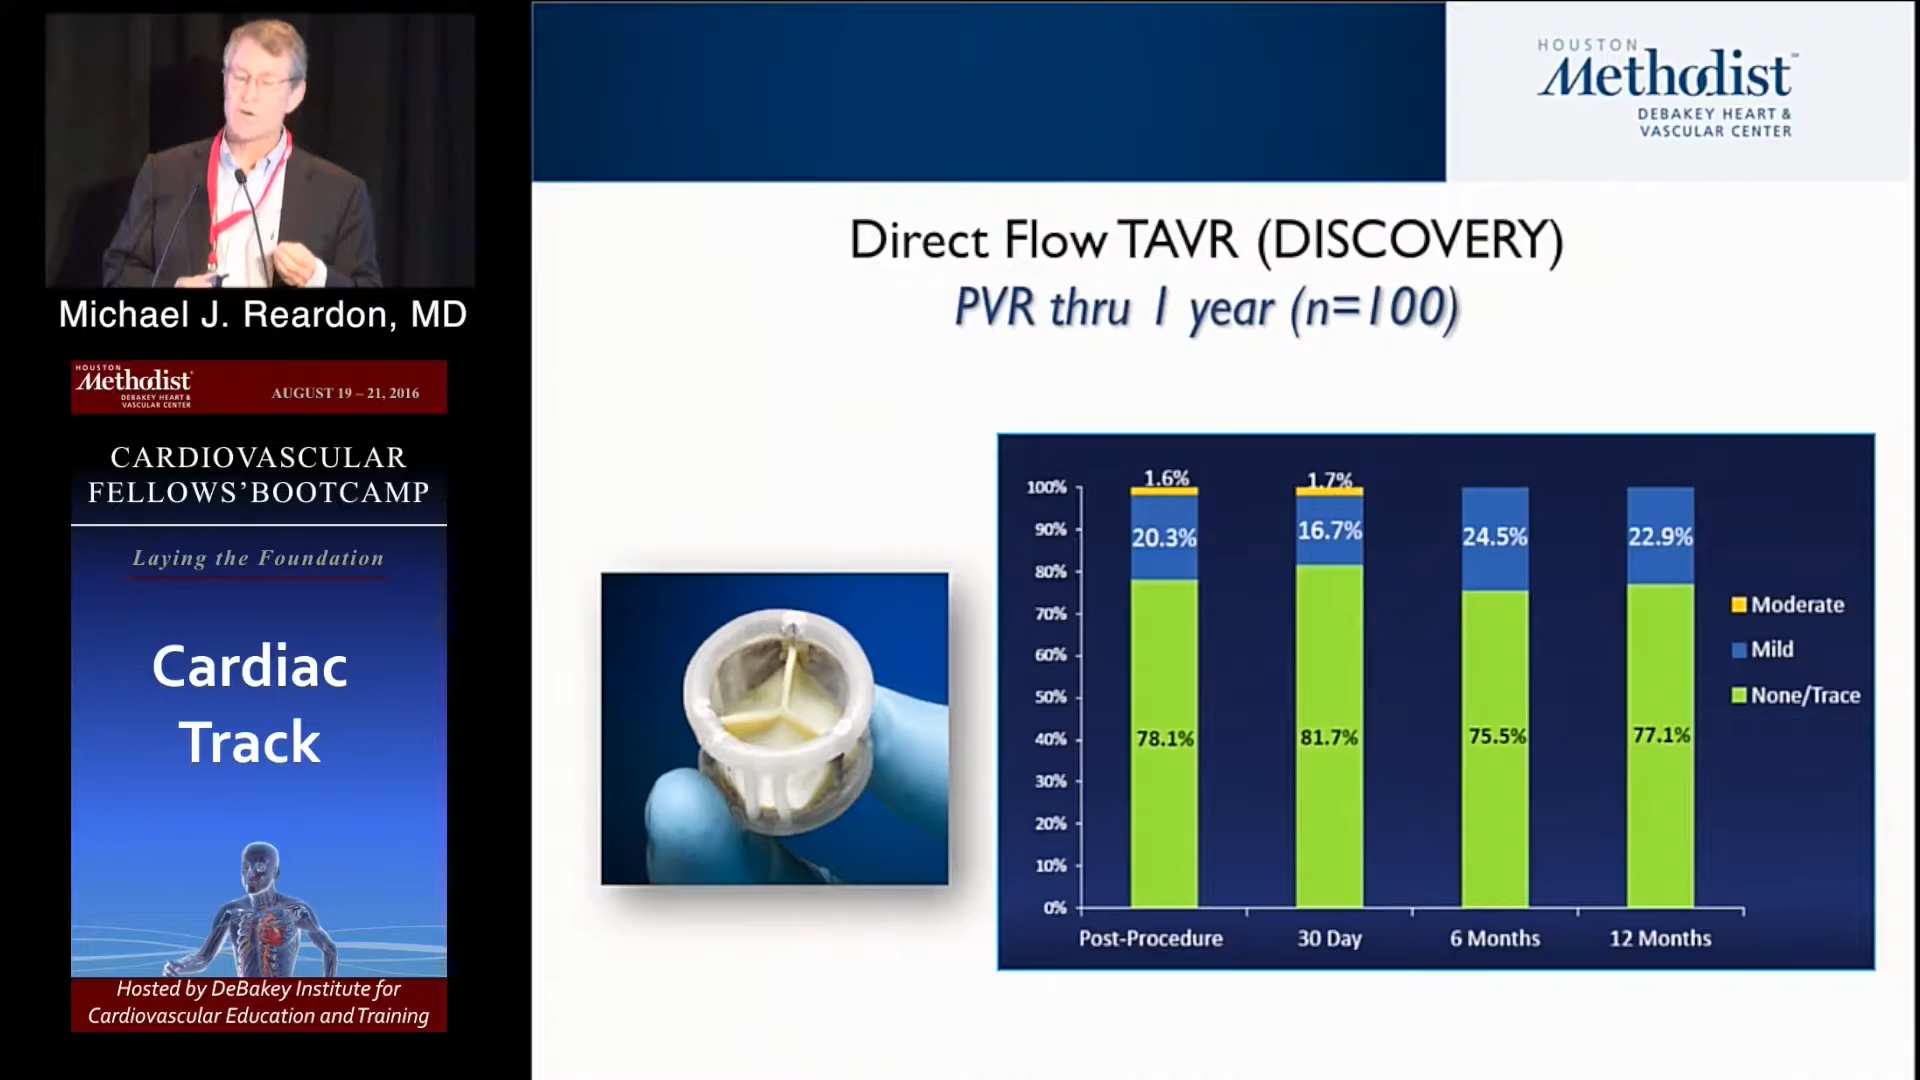 Michael J. Reardon, MD
HOUSTON
Methodist
DEBAKEY HEART &
VASCULAR CENTER
AUGUST 19 – 21, 2016
CARDIOVASCULAR
FELLOWS’BOOTCAMP
Laying the Foundation
Cardiac
Track
Hosted by DeBakey Institute for
Cardiovascular Education and Training
HOUSTON
Methodist
DEBAKEY HEART &
VASCULAR CENTER
Direct Flow TAVR (DISCOVERY)
PVR thru 1 year (n=100)
100%
90%
80%
70%
60%
50%
40%
30%
20%
10%
0%
1.6%
1.7%
20.3%
16.7%
24.5%
22.9%
78.1%
81.7%
75.5%
77.1%
Post-Procedure
30 Day
6 Months
12 Months
Moderate
Mild
None/Trace